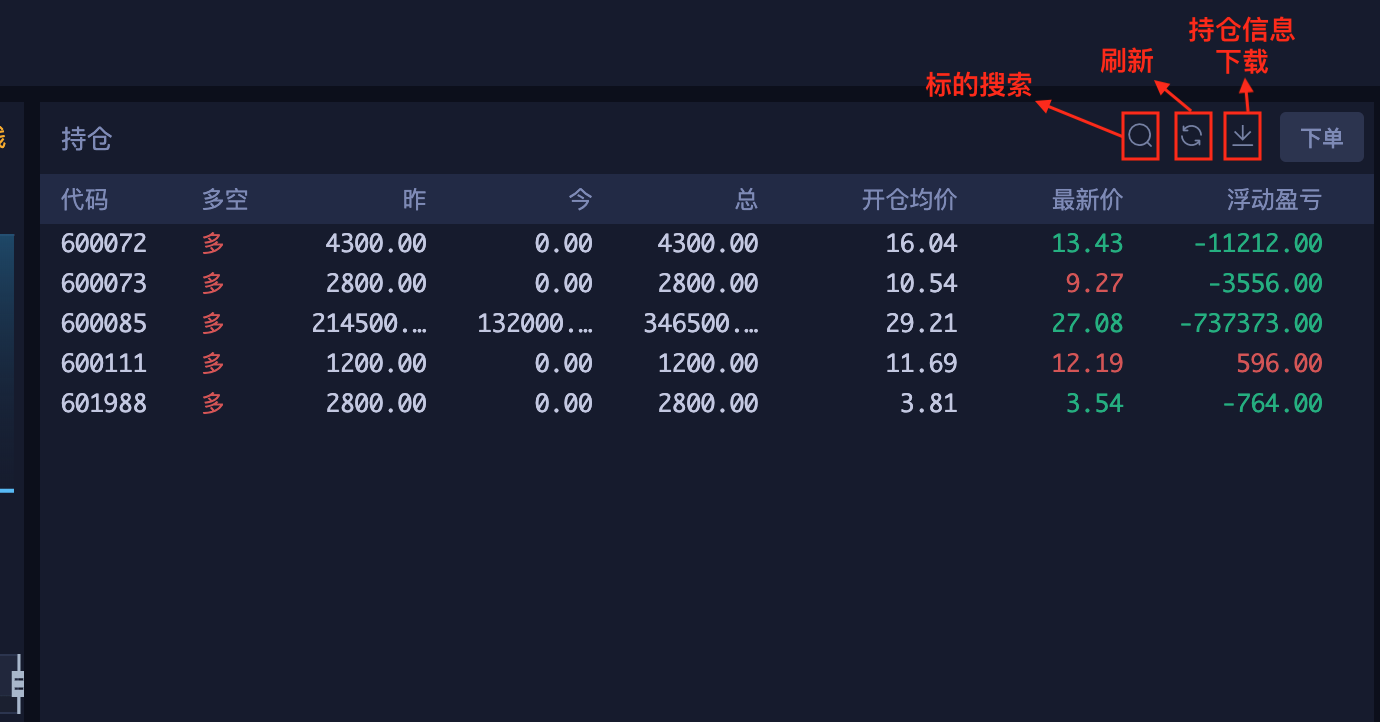 持仓信息
下载
刷新
标的搜索
持仓 下单
代码 多空 昨 今 总 开仓均价 最新价 浮动盈亏
600072 多 4300.00 0.00 4300.00 16.04 13.43 -11212.00
600073 多 2800.00 0.00 2800.00 10.54 9.27 -3556.00
600085 多 214500.… 132000.… 346500.… 29.21 27.08 -737373.00
600111 多 1200.00 0.00 1200.00 11.69 12.19 596.00
601988 多 2800.00 0.00 2800.00 3.81 3.54 -764.00